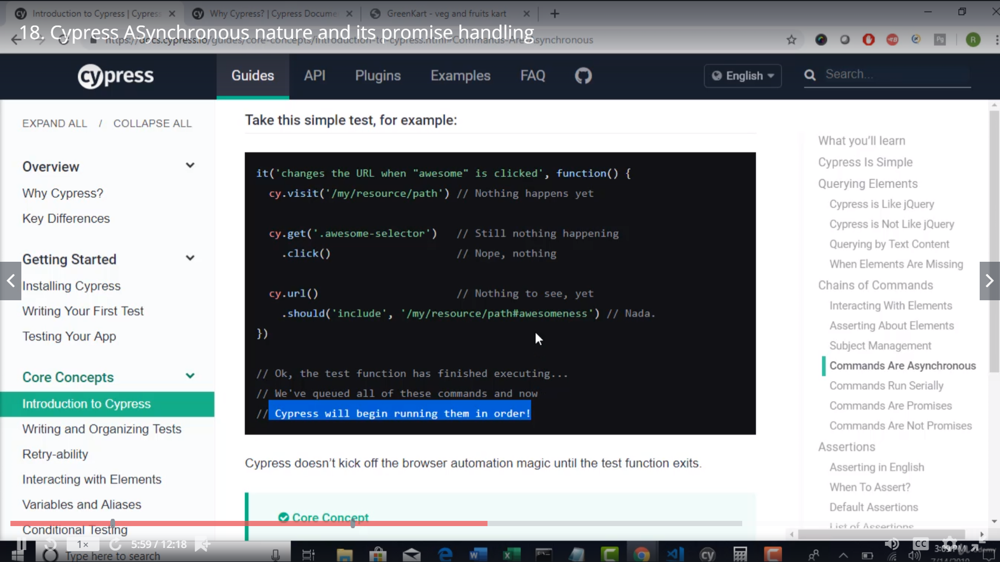 Introduction to Cypress | Cypress
Why Cypress? | Cypress Docume
GreenKart - veg and fruits kart
18. Cypress ASynchronous nature and its promise handling
https://docs.cypress.io/guides/core-concepts/introduction-to-cypress.html#Commands-Are-Asynchronous
Pg
R
cypress
Guides
API
Plugins
Examples
FAQ
English
Search...
EXPAND ALL / COLLAPSE ALL
Overview
Why Cypress?
Key Differences
Getting Started
Installing Cypress
Writing Your First Test
Testing Your App
Core Concepts
Introduction to Cypress
Writing and Organizing Tests
Retry-ability
Interacting with Elements
Variables and Aliases
Conditional Testing
Take this simple test, for example:
it('changes the URL when "awesome" is clicked', function() {
cy.visit('/my/resource/path') // Nothing happens yet
cy.get('.awesome-selector') // Still nothing happening
.click() // Nope, nothing
cy.url() // Nothing to see, yet
.should('include', '/my/resource/path#awesomeness') // Nada.
})
// Ok, the test function has finished executing...
// We've queued all of these commands and now
// Cypress will begin running them in order!
Cypress doesn't kick off the browser automation magic until the test function exits.
Core Concept
What you'll learn
Cypress Is Simple
Querying Elements
Cypress is Like jQuery
Cypress is Not Like jQuery
Querying by Text Content
When Elements Are Missing
Chains of Commands
Interacting With Elements
Asserting About Elements
Subject Management
Commands Are Asynchronous
Commands Run Serially
Commands Are Promises
Commands Are Not Promises
Assertions
Asserting in English
When To Assert?
Default Assertions
List of Assertions
1×
5:59 / 12:18
CC
Type here to search
cy
3:09 PM